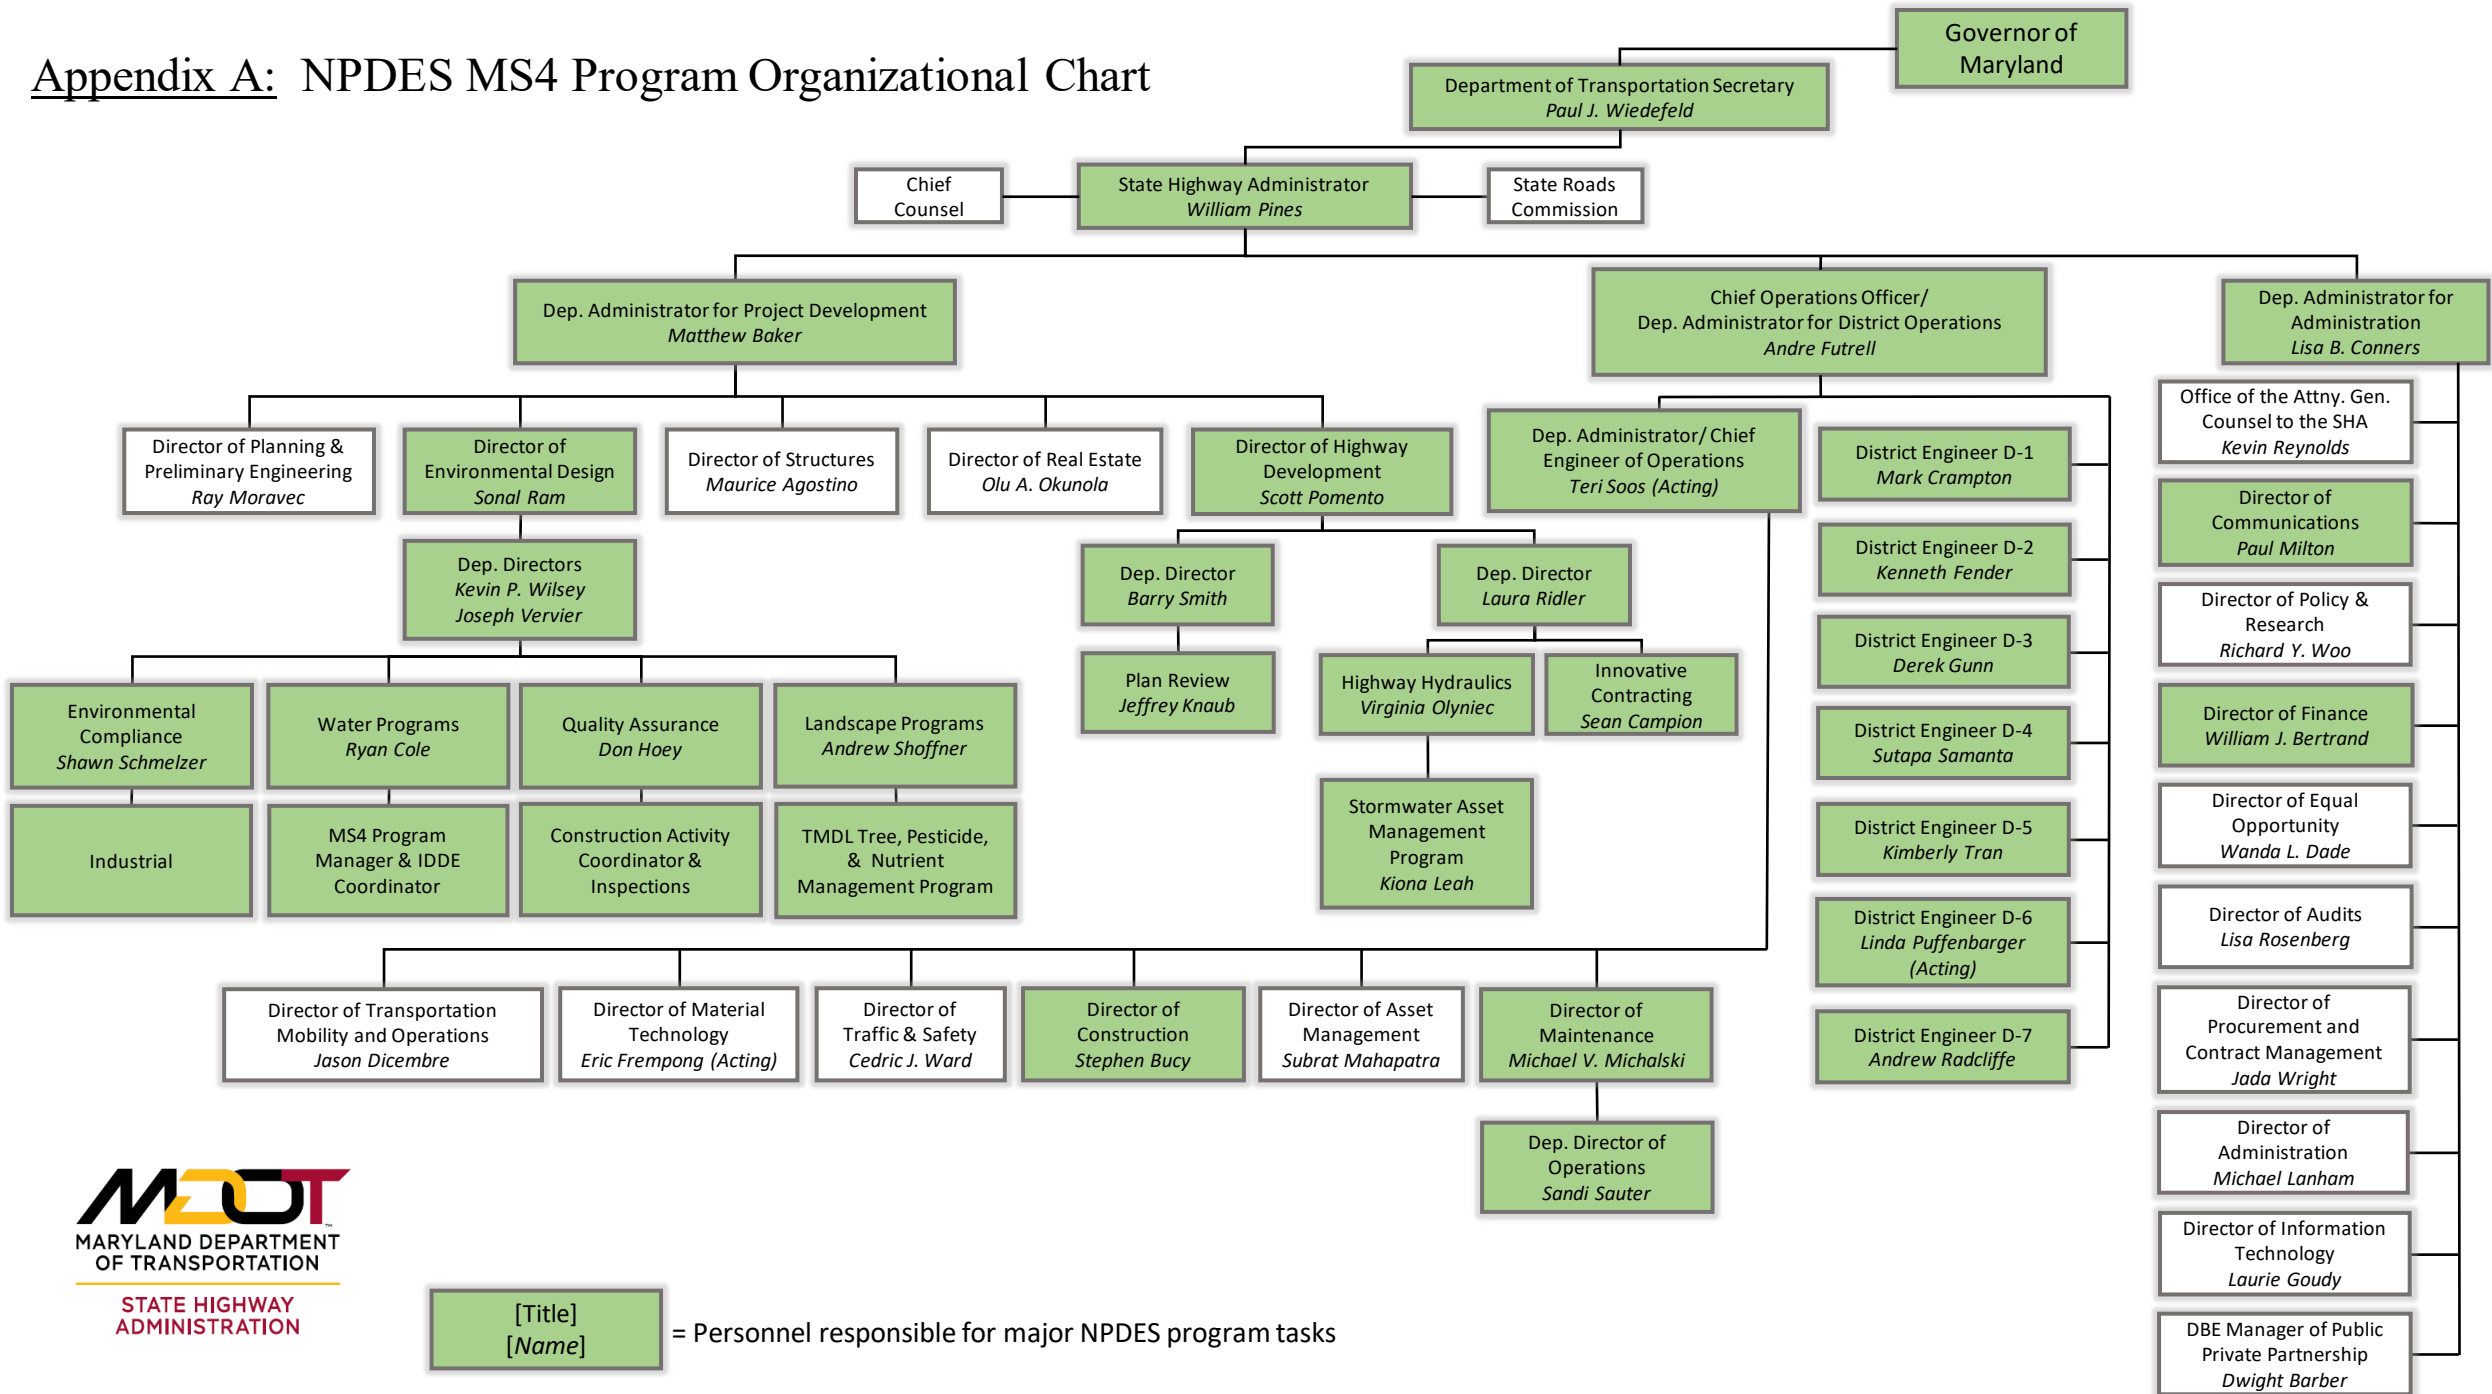 Appendix A: NPDES MS4 Program Organizational Chart
Governor of
Maryland
Department of Transportation Secretary
Paul J. Wiedefeld
Chief
Counsel
State Highway Administrator
William Pines
State Roads
Commission
Dep. Administrator for Project Development
Matthew Baker
Chief Operations Officer/
Dep. Administrator for District Operations
Andre Futrell
Dep. Administrator for
Administration
Lisa B. Conners
Director of Planning &
Preliminary Engineering
Ray Moravec
Director of
Environmental Design
Sonal Ram
Director of Structures
Maurice Agostino
Director of Real Estate
Olu A. Okunola
Director of Highway
Development
Scott Pomento
Dep. Administrator/ Chief
Engineer of Operations
Teri Soos (Acting)
Dep. Directors
Kevin P. Wilsey
Joseph Vervier
Dep. Director
Barry Smith
Dep. Director
Laura Ridler
Environmental
Compliance
Shawn Schmelzer
Water Programs
Ryan Cole
Quality Assurance
Don Hoey
Landscape Programs
Andrew Shoffner
Plan Review
Jeffrey Knaub
Highway Hydraulics
Virginia Olyniec
Innovative
Contracting
Sean Campion
Industrial
MS4 Program
Manager & IDDE
Coordinator
Construction Activity
Coordinator &
Inspections
TMDL Tree, Pesticide,
& Nutrient
Management Program
Stormwater Asset
Management
Program
Kiona Leah
District Engineer D-1
Mark Crampton
District Engineer D-2
Kenneth Fender
District Engineer D-3
Derek Gunn
District Engineer D-4
Sutapa Samanta
District Engineer D-5
Kimberly Tran
District Engineer D-6
Linda Puffenbarger
(Acting)
District Engineer D-7
Andrew Radcliffe
Office of the Attny. Gen.
Counsel to the SHA
Kevin Reynolds
Director of
Communications
Paul Milton
Director of Policy &
Research
Richard Y. Woo
Director of Finance
William J. Bertrand
Director of Equal
Opportunity
Wanda L. Dade
Director of Audits
Lisa Rosenberg
Director of
Procurement and
Contract Management
Jada Wright
Director of
Administration
Michael Lanham
Director of Information
Technology
Laurie Goudy
DBE Manager of Public
Private Partnership
Dwight Barber
Director of Transportation
Mobility and Operations
Jason Dicembre
Director of Material
Technology
Eric Frempong (Acting)
Director of
Traffic & Safety
Cedric J. Ward
Director of
Construction
Stephen Bucy
Director of Asset
Management
Subrat Mahapatra
Director of
Maintenance
Michael V. Michalski
Dep. Director of
Operations
Sandi Sauter
MDOT™
MARYLAND DEPARTMENT
OF TRANSPORTATION
STATE HIGHWAY
ADMINISTRATION
[Title]
[Name]
= Personnel responsible for major NPDES program tasks